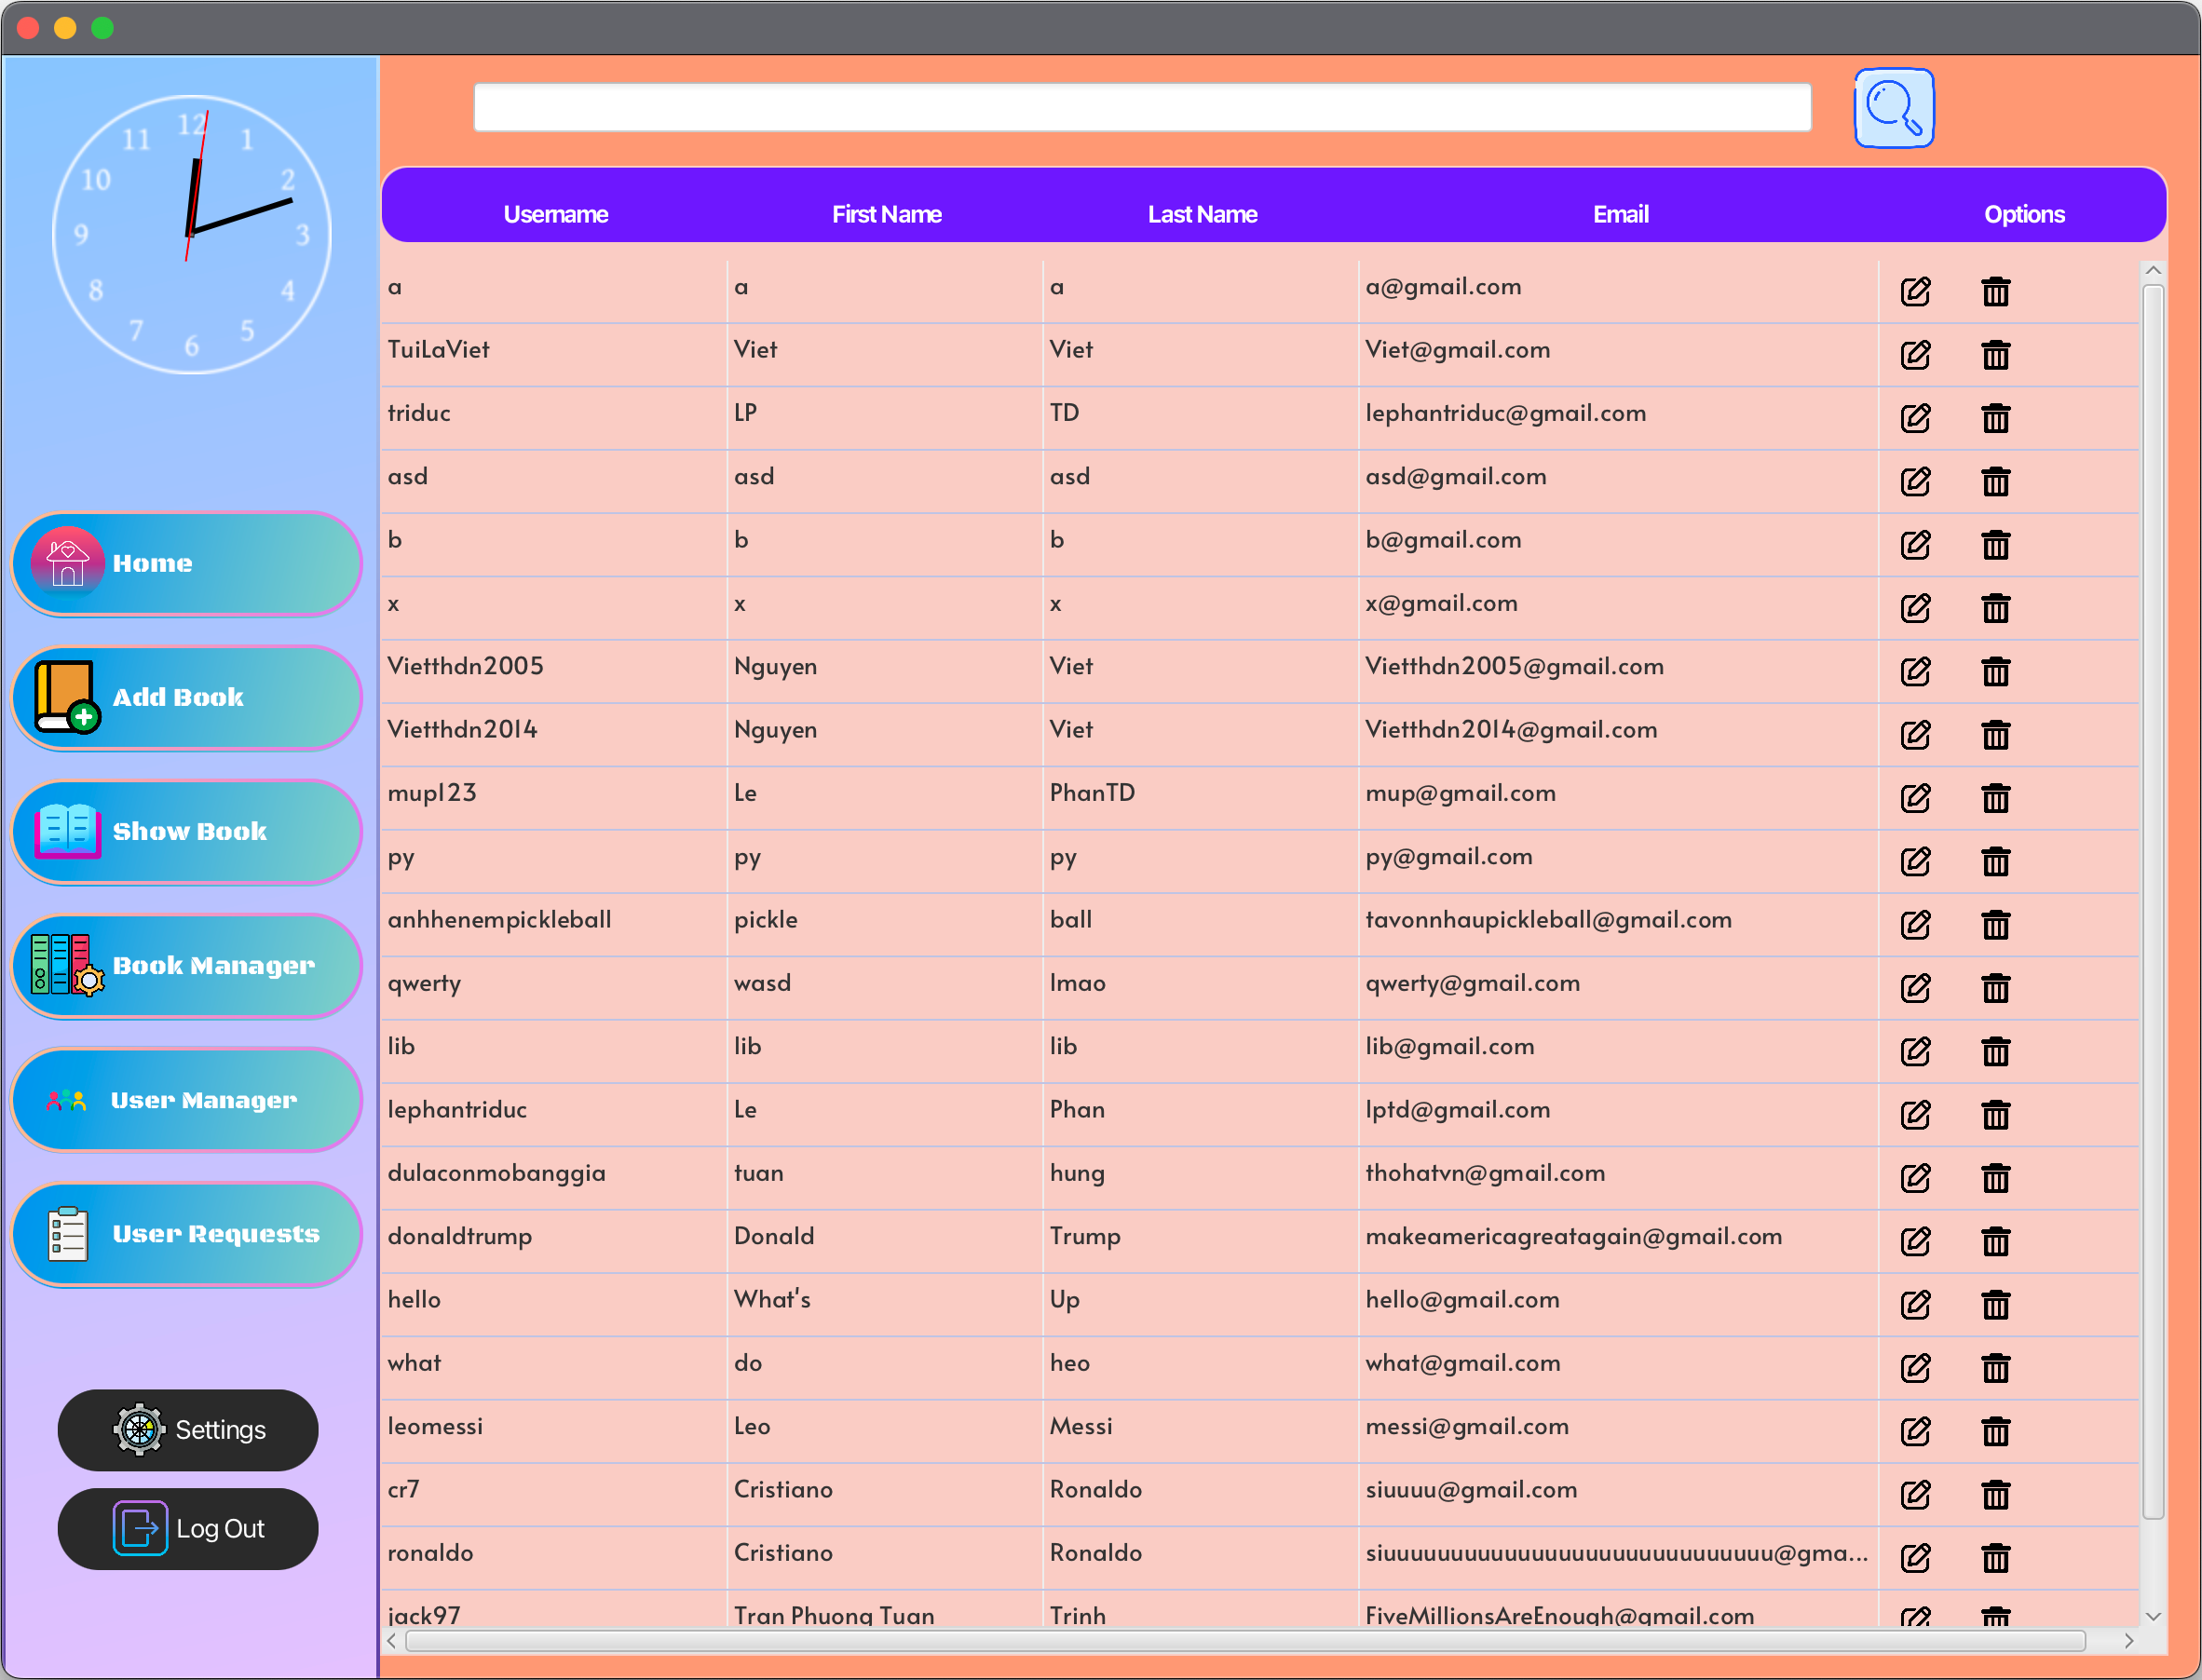 12
11
1
10
2
9
3
8
4
7
5
6
Home
Add Book
Show Book
Book Manager
User Manager
User Requests
Settings
Log Out
Username First Name Last Name Email Options
a a a a@gmail.com
TuiLaViet Viet Viet Viet@gmail.com
triduc LP TD lephantriduc@gmail.com
asd asd asd asd@gmail.com
b b b b@gmail.com
x x x x@gmail.com
Vietthdn2005 Nguyen Viet Vietthdn2005@gmail.com
Vietthdn2014 Nguyen Viet Vietthdn2014@gmail.com
mup123 Le PhanTD mup@gmail.com
py py py py@gmail.com
anhhenempickleball pickle ball tavonnhaupickleball@gmail.com
qwerty wasd lmao qwerty@gmail.com
lib lib lib lib@gmail.com
lephantriduc Le Phan lptd@gmail.com
dulaconmobanggia tuan hung thohatvn@gmail.com
donaldtrump Donald Trump makeamericagreatagain@gmail.com
hello What's Up hello@gmail.com
what do heo what@gmail.com
leomessi Leo Messi messi@gmail.com
cr7 Cristiano Ronaldo siuuuu@gmail.com
ronaldo Cristiano Ronaldo siuuuuuuuuuuuuuuuuuuuuuuuuuuuuu@gma...
jack97 Tran Phuong Tuan Trinh FiveMillionsAreEnough@gmail.com